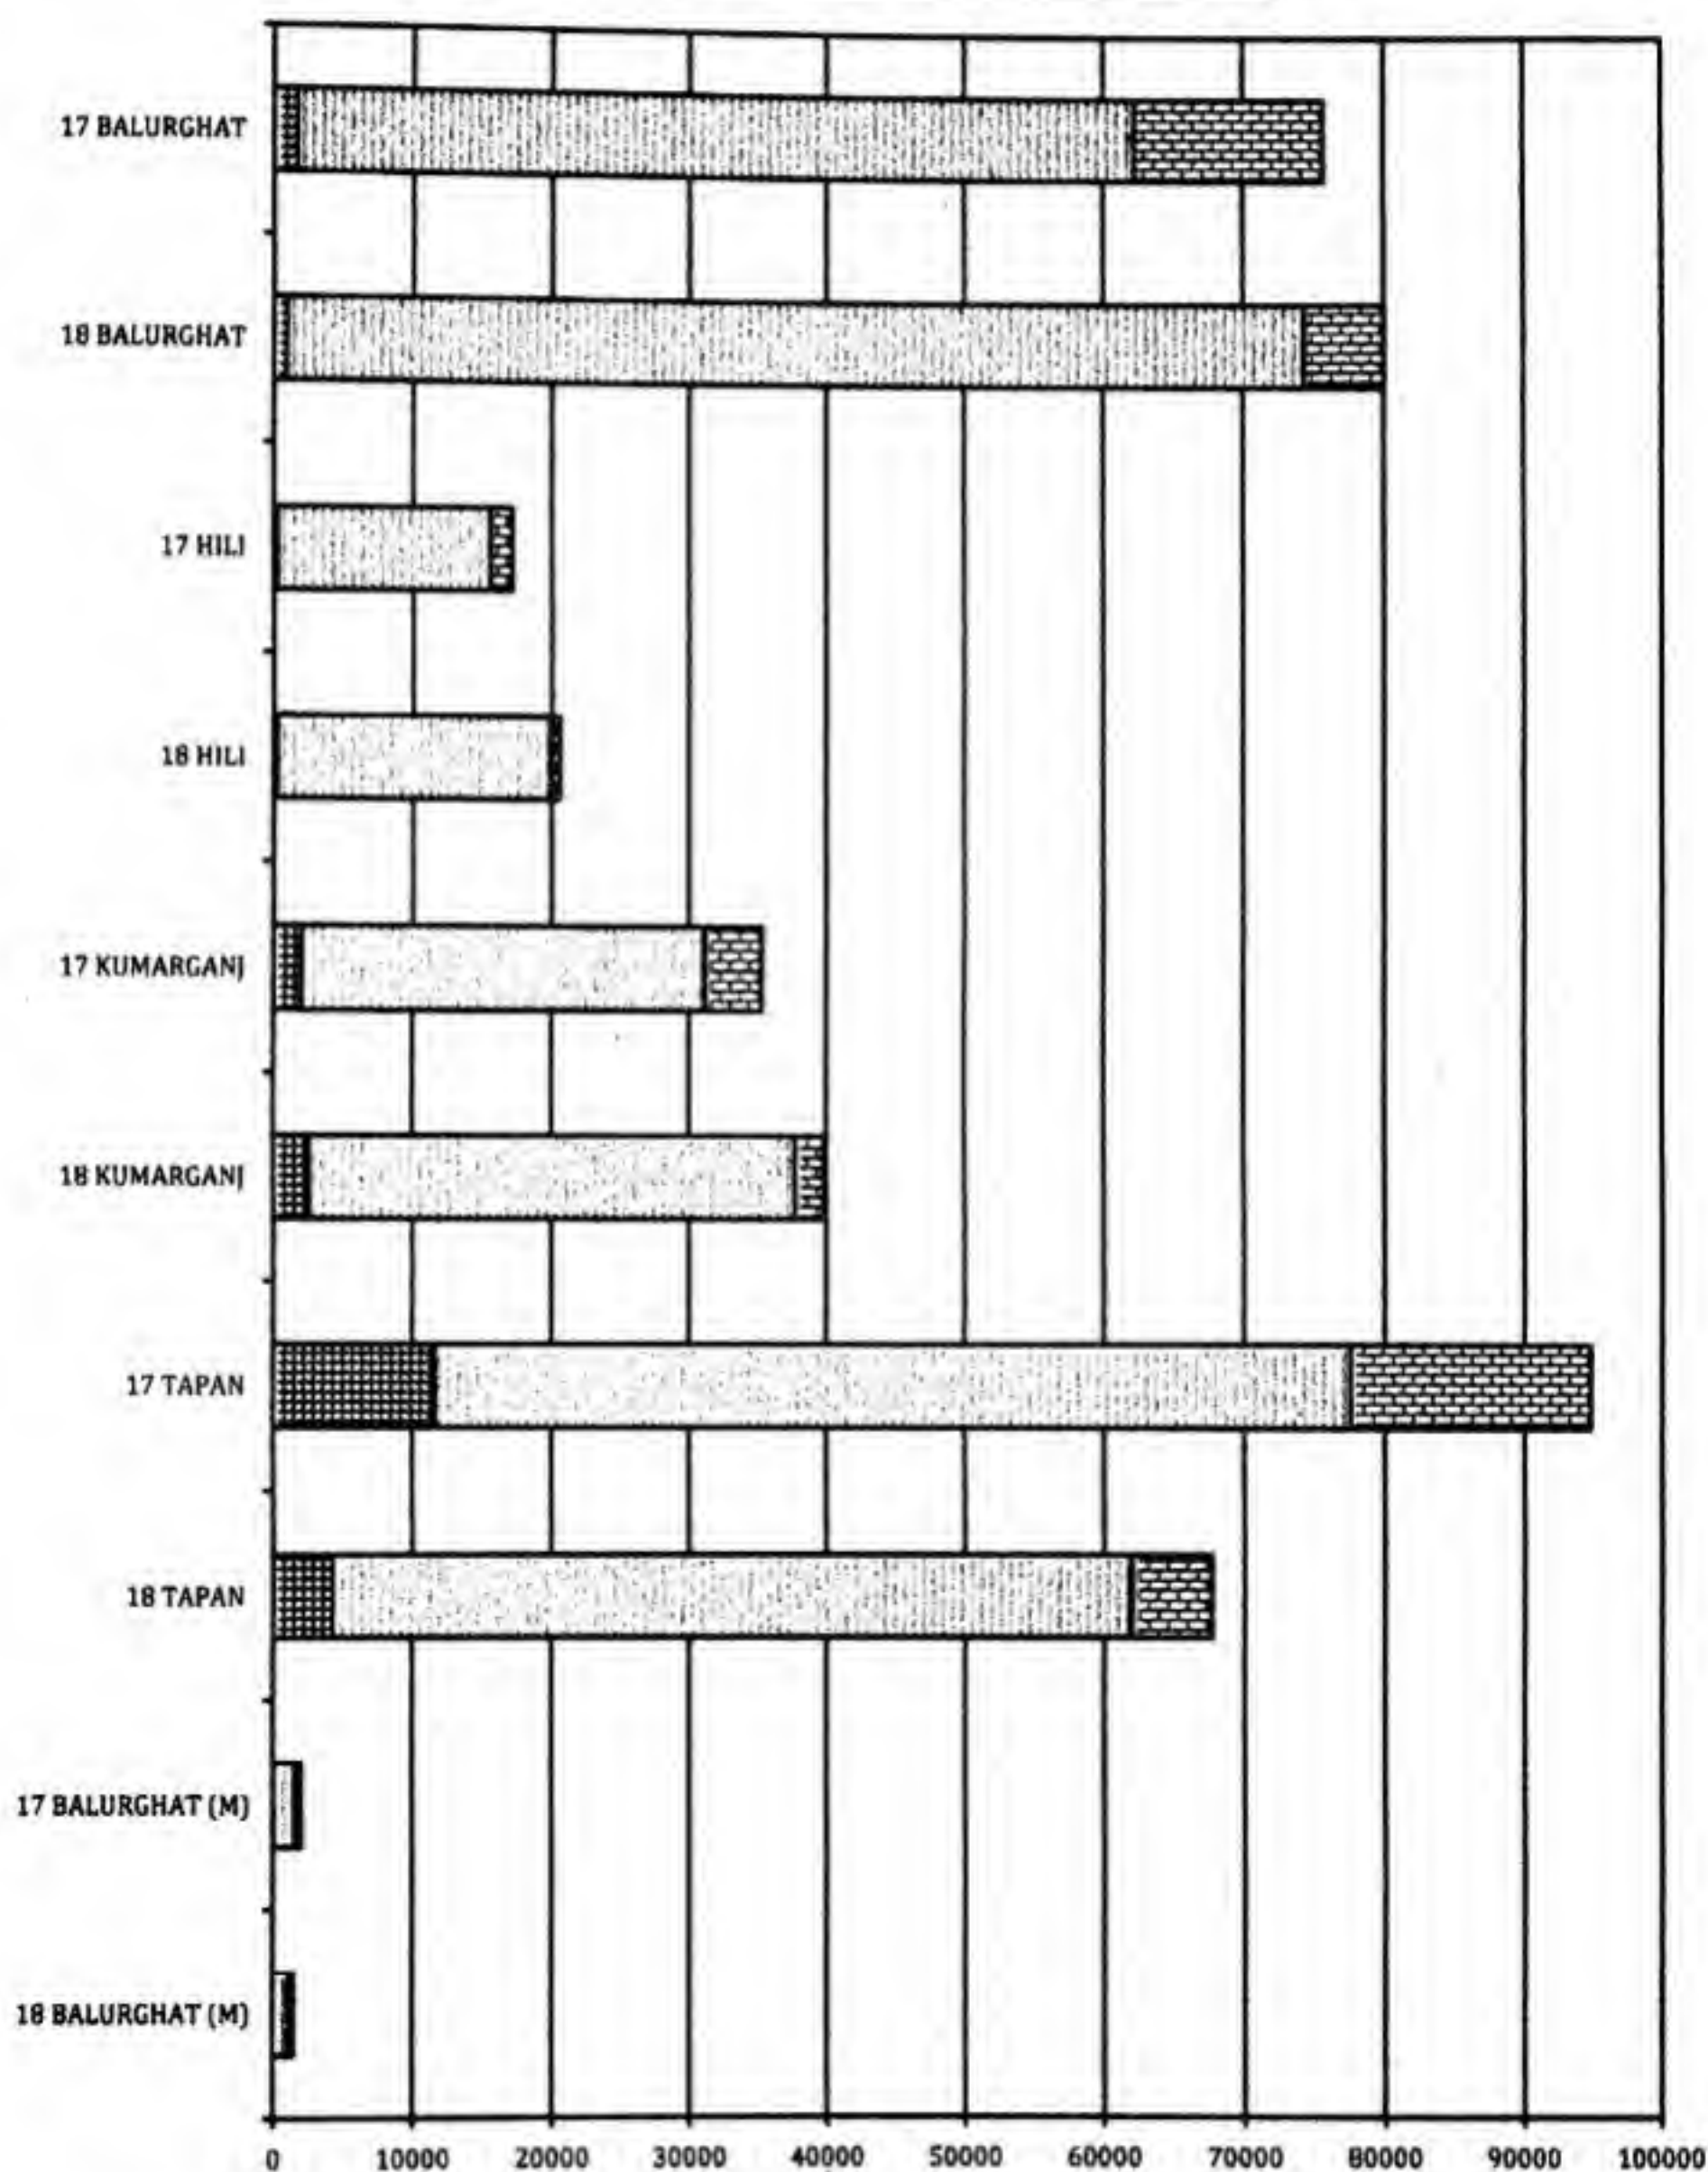 17 BALURGHAT
18 BALURGHAT
17 HILI
18 HILI
17 KUMARGANJ
18 KUMARGANJ
17 TAPAN
18 TAPAN
17 BALURGHAT (M)
18 BALURGHAT (M)
0 10000 20000 30000 40000 50000 60000 70000 80000 90000 100000